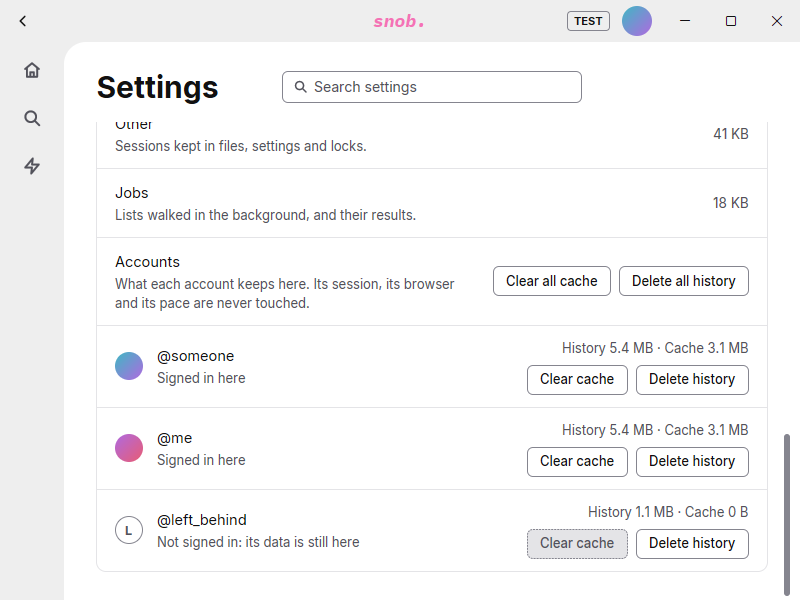 snob.
TEST
Settings
Search settings
Other
41 KB
Sessions kept in files, settings and locks.
Jobs
18 KB
Lists walked in the background, and their results.
Accounts
What each account keeps here. Its session, its browser
and its pace are never touched.
Clear all cache
Delete all history
@someone
Signed in here
History 5.4 MB · Cache 3.1 MB
Clear cache
Delete history
@me
Signed in here
History 5.4 MB · Cache 3.1 MB
Clear cache
Delete history
L
@left_behind
Not signed in: its data is still here
History 1.1 MB · Cache 0 B
Clear cache
Delete history